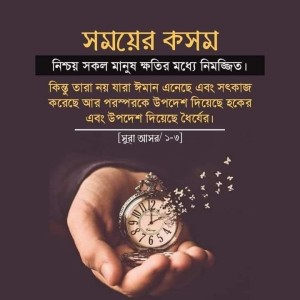 সময়ের কসম
নিশ্চয় সকল মানুষ ক্ষতির মধ্যে নিমজ্জিত।
কিন্তু তারা নয় যারা ঈমান এনেছে এবং সৎকাজ
করেছে আর পরস্পরকে উপদেশ দিয়েছে হকের
এবং উপদেশ দিয়েছে ধৈর্যের।
[সুরা আসর/ ১-৩]